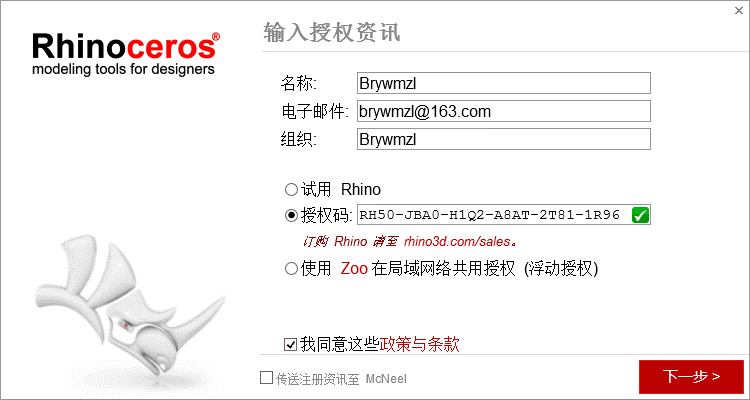 ×
Rhinoceros®
modeling tools for designers
输入授权资讯
名称: Brywmzl
电子邮件: brywmzl@163.com
组织: Brywmzl
试用 Rhino
授权码: RH50-JBA0-H1Q2-A8AT-2T81-1R96
订购 Rhino 请至 rhino3d.com/sales。
使用 Zoo 在局域网络共用授权 (浮动授权)
我同意这些政策与条款
传送注册资讯至 McNeel
下一步 >